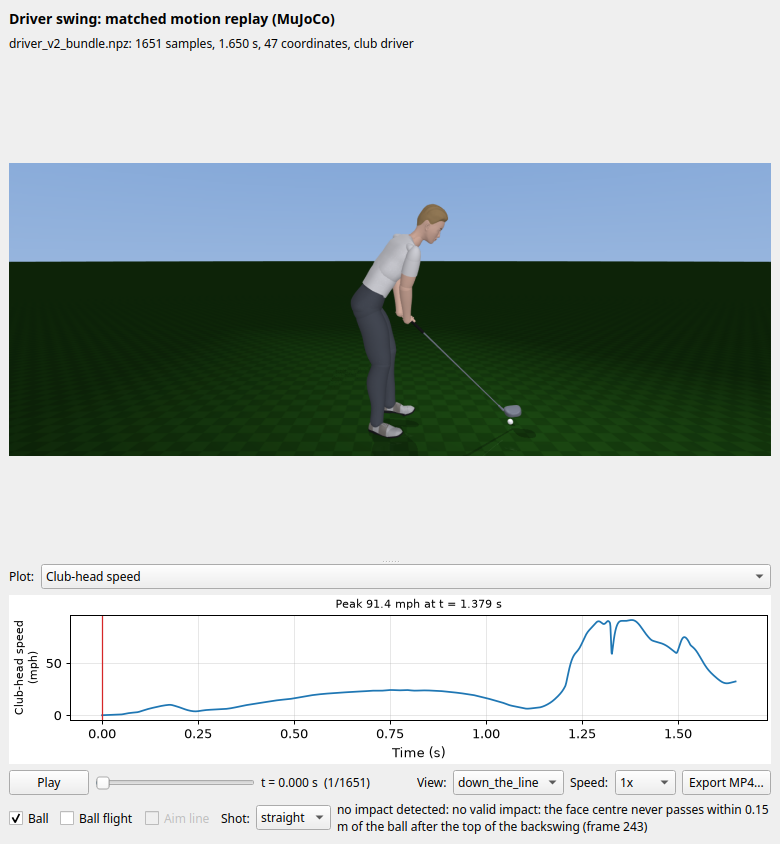 Driver swing: matched motion replay (MuJoCo)
driver_v2_bundle.npz: 1651 samples, 1.650 s, 47 coordinates, club driver
Plot: Club-head speed
Peak 91.4 mph at t = 1.379 s
Club-head speed
(mph)
50
0
0.00 0.25 0.50 0.75 1.00 1.25 1.50
Time (s)
Play t = 0.000 s (1/1651) View: down_the_line Speed: 1x Export MP4...
Ball Ball flight Aim line Shot: straight no impact detected: no valid impact: the face centre never passes within 0.15
m of the ball after the top of the backswing (frame 243)